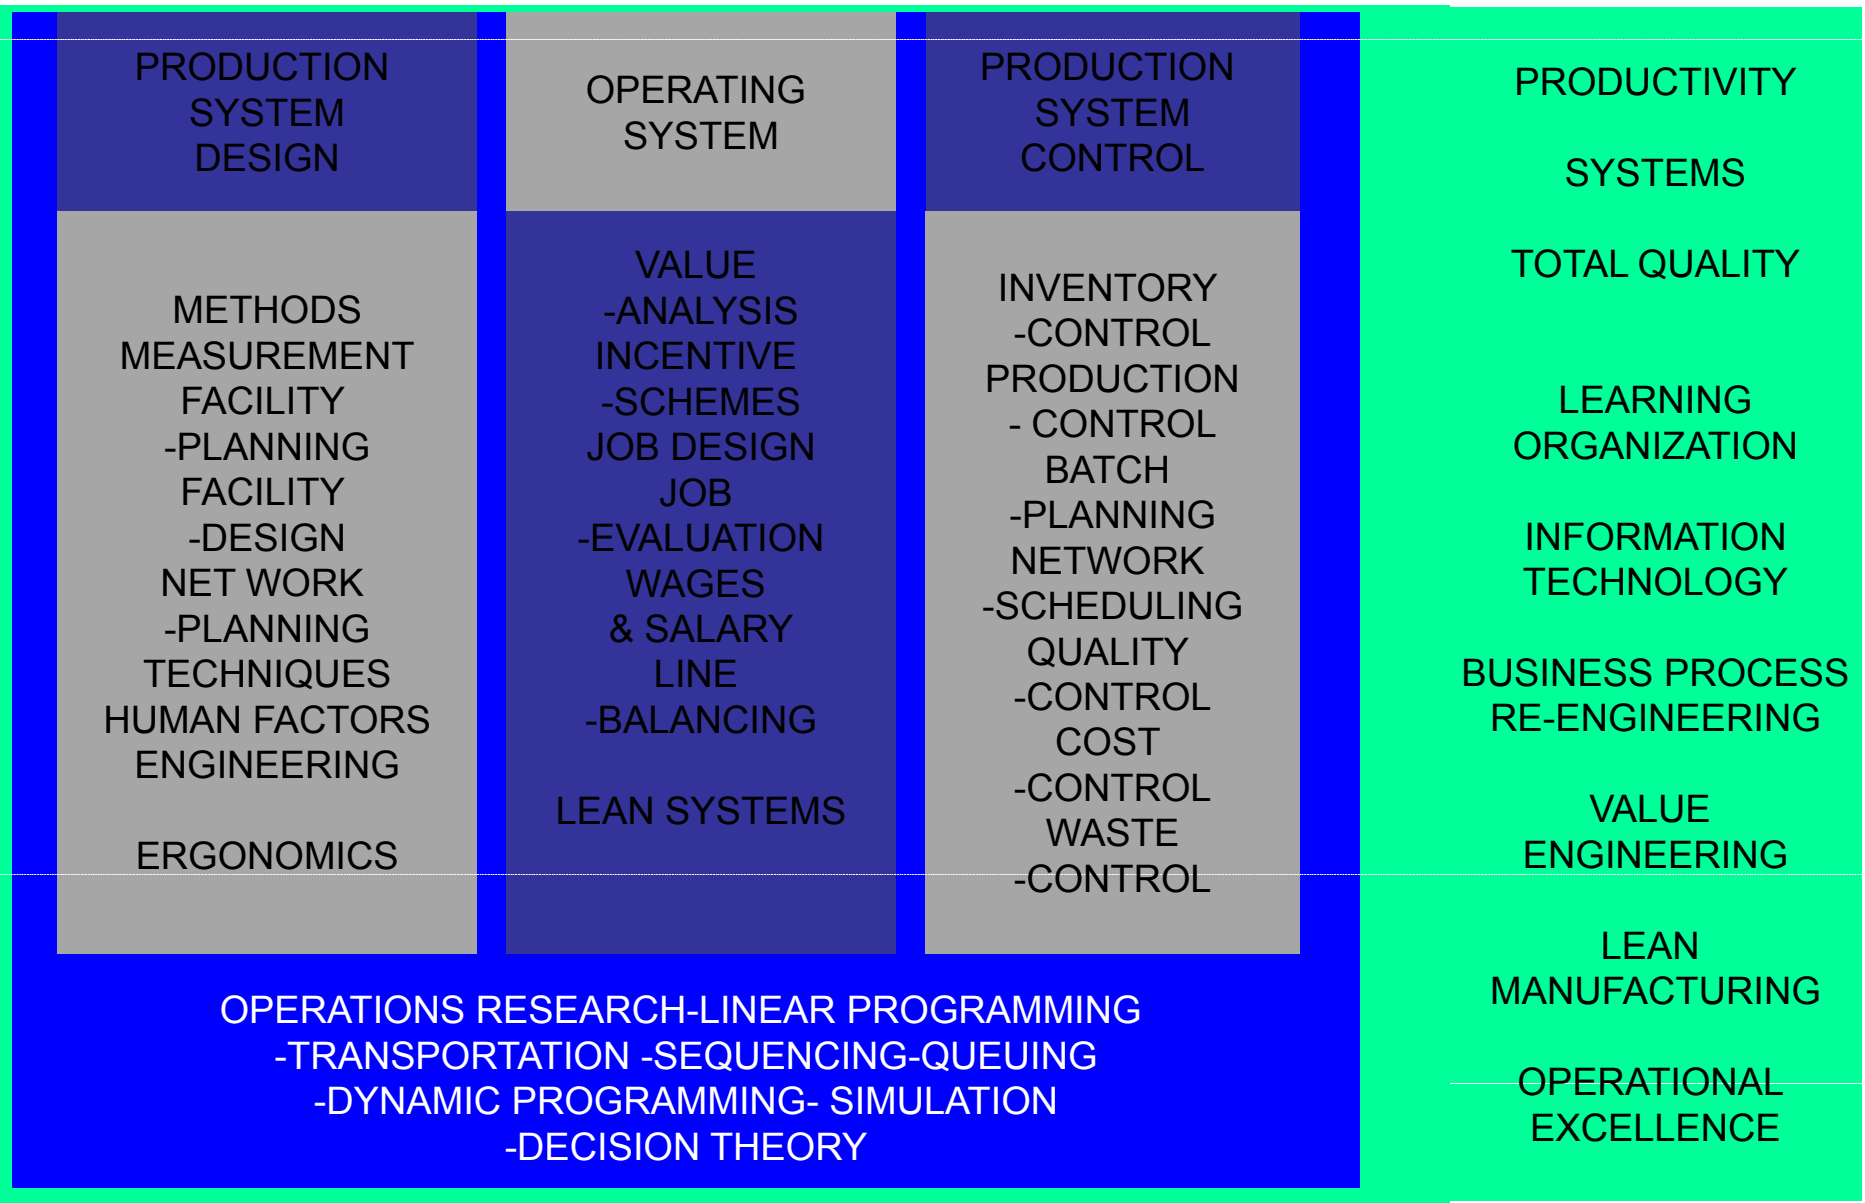 PRODUCTION
SYSTEM
DESIGN
METHODS
MEASUREMENT
FACILITY
-PLANNING
FACILITY
-DESIGN
NET WORK
-PLANNING
TECHNIQUES
HUMAN FACTORS
ENGINEERING
ERGONOMICS
OPERATING
SYSTEM
VALUE
-ANALYSIS
INCENTIVE
-SCHEMES
JOB DESIGN
JOB
-EVALUATION
WAGES
& SALARY
LINE
-BALANCING
LEAN SYSTEMS
PRODUCTION
SYSTEM
CONTROL
INVENTORY
-CONTROL
PRODUCTION
- CONTROL
BATCH
-PLANNING
NETWORK
-SCHEDULING
QUALITY
-CONTROL
COST
-CONTROL
WASTE
-CONTROL
OPERATIONS RESEARCH-LINEAR PROGRAMMING
-TRANSPORTATION -SEQUENCING-QUEUING
-DYNAMIC PROGRAMMING- SIMULATION
-DECISION THEORY
PRODUCTIVITY
SYSTEMS
TOTAL QUALITY
LEARNING
ORGANIZATION
INFORMATION
TECHNOLOGY
BUSINESS PROCESS
RE-ENGINEERING
VALUE
ENGINEERING
LEAN
MANUFACTURING
OPERATIONAL
EXCELLENCE